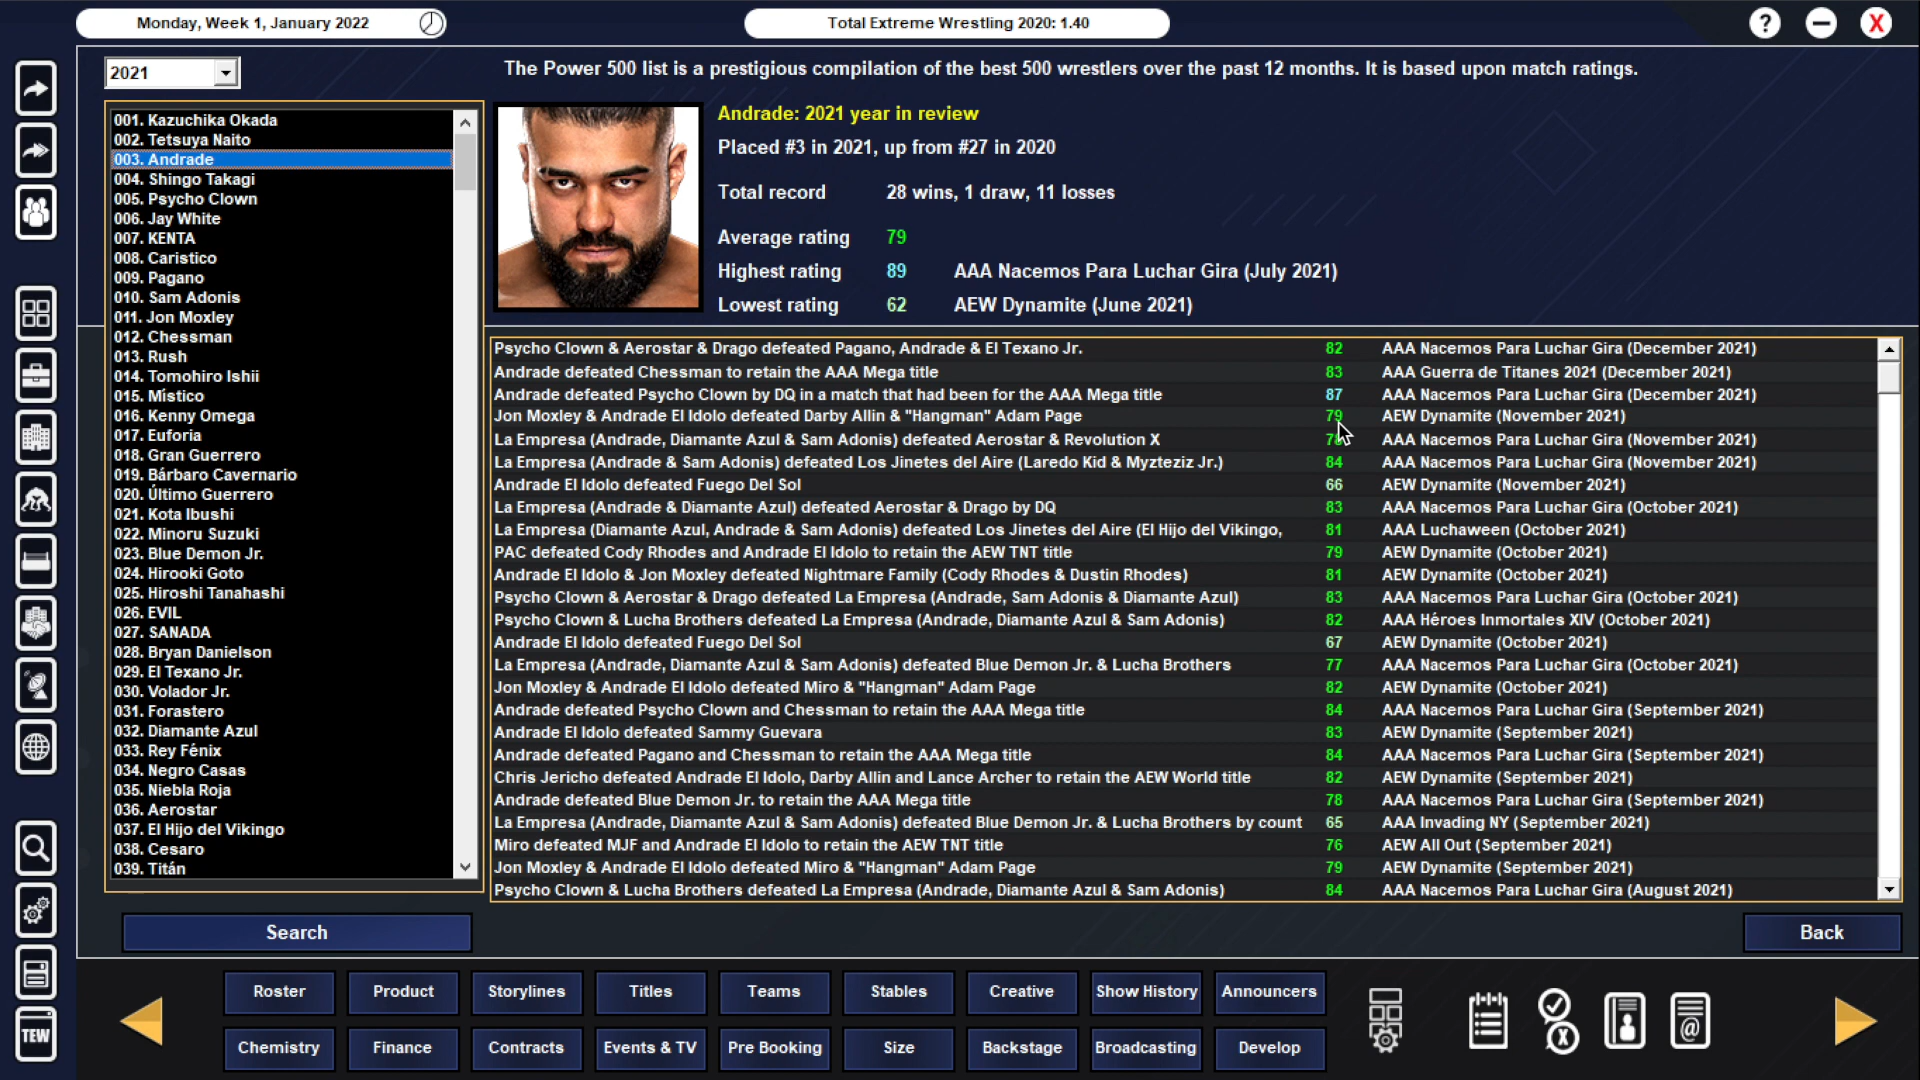 Monday, Week 1, January 2022
Total Extreme Wrestling 2020: 1.40
?
X
2021
The Power 500 list is a prestigious compilation of the best 500 wrestlers over the past 12 months. It is based upon match ratings.
001. Kazuchika Okada
002. Tetsuya Naito
003. Andrade
004. Shingo Takagi
005. Psycho Clown
006. Jay White
007. KENTA
008. Caristico
009. Pagano
010. Sam Adonis
011. Jon Moxley
012. Chessman
013. Rush
014. Tomohiro Ishii
015. Místico
016. Kenny Omega
017. Euforia
018. Gran Guerrero
019. Bárbaro Cavernario
020. Último Guerrero
021. Kota Ibushi
022. Minoru Suzuki
023. Blue Demon Jr.
024. Hirooki Goto
025. Hiroshi Tanahashi
026. EVIL
027. SANADA
028. Bryan Danielson
029. El Texano Jr.
030. Volador Jr.
031. Forastero
032. Diamante Azul
033. Rey Fénix
034. Negro Casas
035. Niebla Roja
036. Aerostar
037. El Hijo del Vikingo
038. Cesaro
039. Titán
Andrade: 2021 year in review
Placed #3 in 2021, up from #27 in 2020
Total record 28 wins, 1 draw, 11 losses
Average rating 79
Highest rating 89 AAA Nacemos Para Luchar Gira (July 2021)
Lowest rating 62 AEW Dynamite (June 2021)
Psycho Clown & Aerostar & Drago defeated Pagano, Andrade & El Texano Jr. 82 AAA Nacemos Para Luchar Gira (December 2021)
Andrade defeated Chessman to retain the AAA Mega title 83 AAA Guerra de Titanes 2021 (December 2021)
Andrade defeated Psycho Clown by DQ in a match that had been for the AAA Mega title 87 AAA Nacemos Para Luchar Gira (December 2021)
Jon Moxley & Andrade El Idolo defeated Darby Allin & "Hangman" Adam Page 79 AEW Dynamite (November 2021)
La Empresa (Andrade, Diamante Azul & Sam Adonis) defeated Aerostar & Revolution X AAA Nacemos Para Luchar Gira (November 2021)
La Empresa (Andrade & Sam Adonis) defeated Los Jinetes del Aire (Laredo Kid & Myzteziz Jr.) 84 AAA Nacemos Para Luchar Gira (November 2021)
Andrade El Idolo defeated Fuego Del Sol 66 AEW Dynamite (November 2021)
La Empresa (Andrade & Diamante Azul) defeated Aerostar & Drago by DQ 83 AAA Nacemos Para Luchar Gira (October 2021)
La Empresa (Diamante Azul, Andrade & Sam Adonis) defeated Los Jinetes del Aire (El Hijo del Vikingo, 81 AAA Luchaween (October 2021)
PAC defeated Cody Rhodes and Andrade El Idolo to retain the AEW TNT title 79 AEW Dynamite (October 2021)
Andrade El Idolo & Jon Moxley defeated Nightmare Family (Cody Rhodes & Dustin Rhodes) 81 AEW Dynamite (October 2021)
Psycho Clown & Aerostar & Drago defeated La Empresa (Andrade, Sam Adonis & Diamante Azul) 83 AAA Nacemos Para Luchar Gira (October 2021)
Psycho Clown & Lucha Brothers defeated La Empresa (Andrade, Diamante Azul & Sam Adonis) 82 AAA Héroes Inmortales XIV (October 2021)
Andrade El Idolo defeated Fuego Del Sol 67 AEW Dynamite (October 2021)
La Empresa (Andrade, Diamante Azul & Sam Adonis) defeated Blue Demon Jr. & Lucha Brothers 77 AAA Nacemos Para Luchar Gira (October 2021)
Jon Moxley & Andrade El Idolo defeated Miro & "Hangman" Adam Page 82 AEW Dynamite (October 2021)
Andrade defeated Psycho Clown and Chessman to retain the AAA Mega title 84 AAA Nacemos Para Luchar Gira (September 2021)
Andrade El Idolo defeated Sammy Guevara 83 AEW Dynamite (September 2021)
Andrade defeated Pagano and Chessman to retain the AAA Mega title 84 AAA Nacemos Para Luchar Gira (September 2021)
Chris Jericho defeated Andrade El Idolo, Darby Allin and Lance Archer to retain the AEW World title 82 AEW Dynamite (September 2021)
Andrade defeated Blue Demon Jr. to retain the AAA Mega title 78 AAA Nacemos Para Luchar Gira (September 2021)
La Empresa (Andrade, Diamante Azul & Sam Adonis) defeated Blue Demon Jr. & Lucha Brothers by count 65 AAA Invading NY (September 2021)
Miro defeated MJF and Andrade El Idolo to retain the AEW TNT title 76 AEW All Out (September 2021)
Jon Moxley & Andrade El Idolo defeated Miro & "Hangman" Adam Page 79 AEW Dynamite (September 2021)
Psycho Clown & Lucha Brothers defeated La Empresa (Andrade, Diamante Azul & Sam Adonis) 84 AAA Nacemos Para Luchar Gira (August 2021)
Search
Back
TEW
Roster Product Storylines Titles Teams Stables Creative Show History Announcers
Chemistry Finance Contracts Events & TV Pre Booking Size Backstage Broadcasting Develop